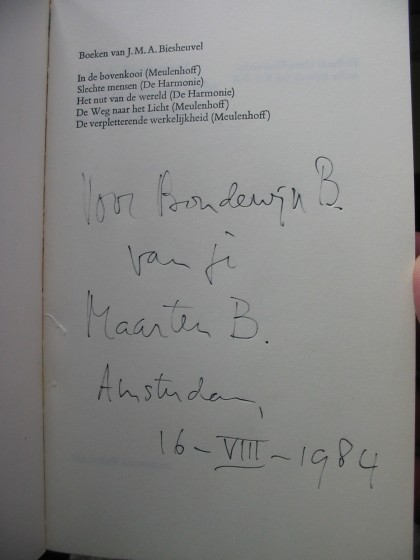 Boeken van J. M. A. Biesheuvel
In de bovenkooi (Meulenhoff)
Slechte mensen (De Harmonie)
Het nut van de wereld (De Harmonie)
De Weg naar het Licht (Meulenhoff)
De verpletterende werkelijkheid (Meulenhoff)
Voor Boudewijn B.
van je
Maarten B.
Amsterdam,
16-VIII-1984